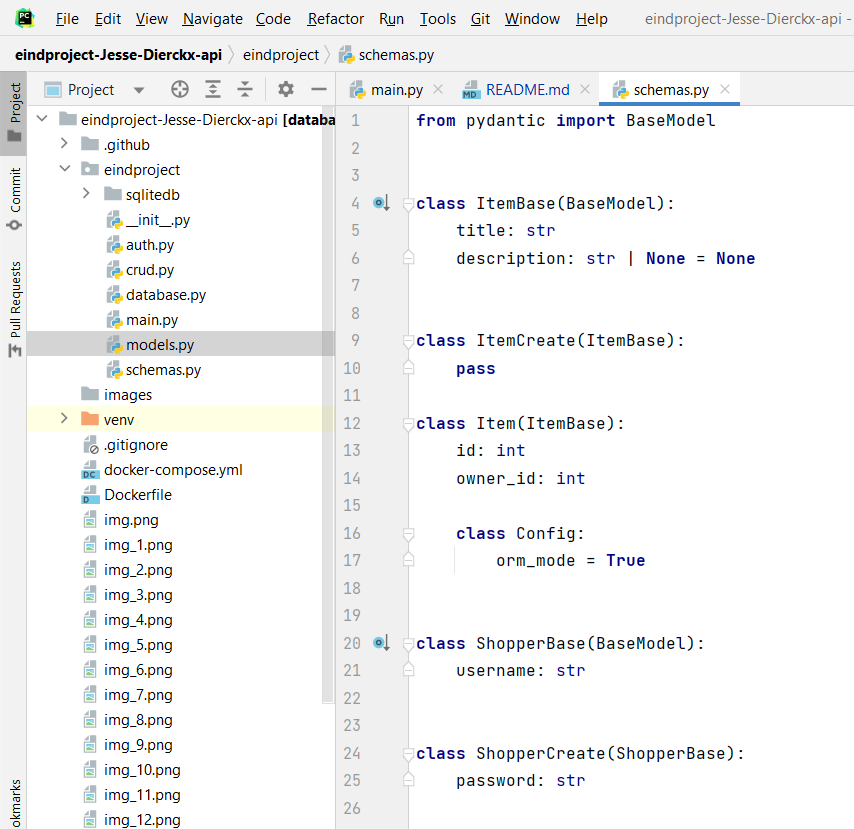 PC File Edit View Navigate Code Refactor Run Tools Git Window Help eindproject-Jesse-Dierckx-api -
eindproject-Jesse-Dierckx-api eindproject schemas.py
Project
Commit
Pull Requests
okmarks
Project
eindproject-Jesse-Dierckx-api [databa
.github
eindproject
sqlitedb
__init__.py
auth.py
crud.py
database.py
main.py
models.py
schemas.py
images
venv
.gitignore
DC docker-compose.yml
D Dockerfile
img.png
img_1.png
img_2.png
img_3.png
img_4.png
img_5.png
img_6.png
img_7.png
img_8.png
img_9.png
img_10.png
img_11.png
img_12.png
main.py MD README.md schemas.py
1 from pydantic import BaseModel
2
3
4 class ItemBase(BaseModel):
5 title: str
6 description: str | None = None
7
8
9 class ItemCreate(ItemBase):
10 pass
11
12 class Item(ItemBase):
13 id: int
14 owner_id: int
15
16 class Config:
17 orm_mode = True
18
19
20 class ShopperBase(BaseModel):
21 username: str
22
23
24 class ShopperCreate(ShopperBase):
25 password: str
26